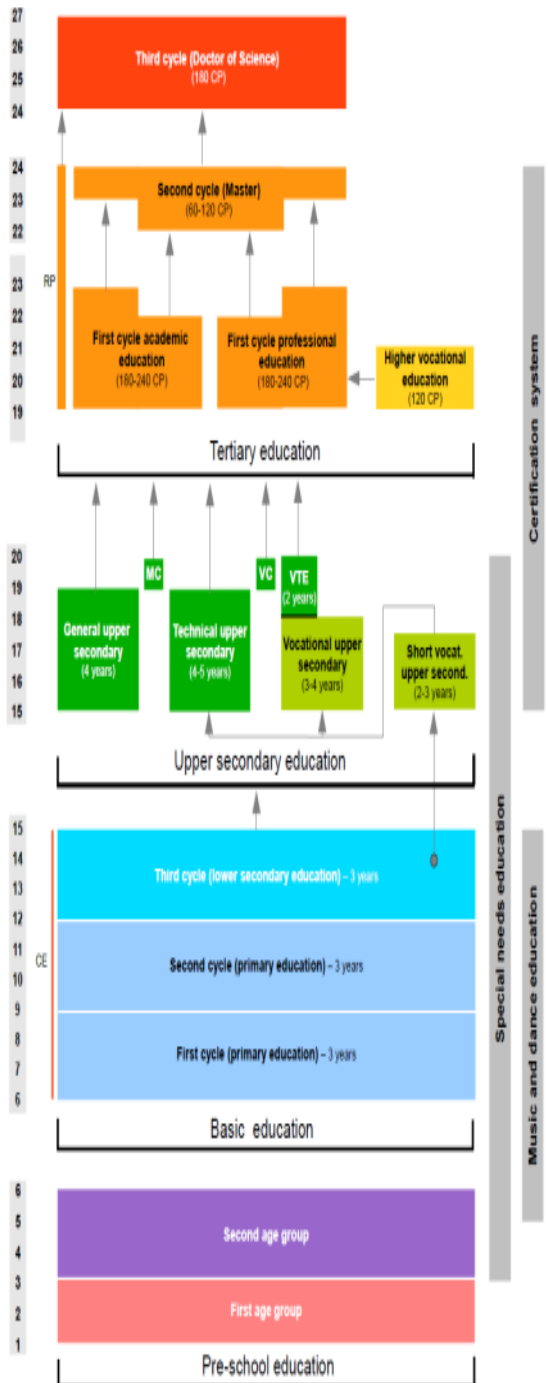 27
26
25
24
Third cycle (Doctor of Science)
(180 CP)
24
23
22
Second cycle (Master)
(60-120 CP)
RP
23
22
21
20
19
First cycle academic
education
(180-240 CP)
First cycle professional
education
(180-240 CP)
Higher vocational
education
(120 CP)
Tertiary education
Certification system
20
19
18
17
16
15
MC
VC
VTE
(2 years)
General upper
secondary
(4 years)
Technical upper
secondary
(4-5 years)
Vocational upper
secondary
(3-4 years)
Short vocat.
upper second.
(2-3 years)
Upper secondary education
Special needs education
15
14
13
12
11
10
9
8
7
6
CE
Third cycle (lower secondary education) – 3 years
Second cycle (primary education) – 3 years
First cycle (primary education) – 3 years
Basic education
Music and dance education
6
5
4
3
2
1
Second age group
First age group
Pre-school education